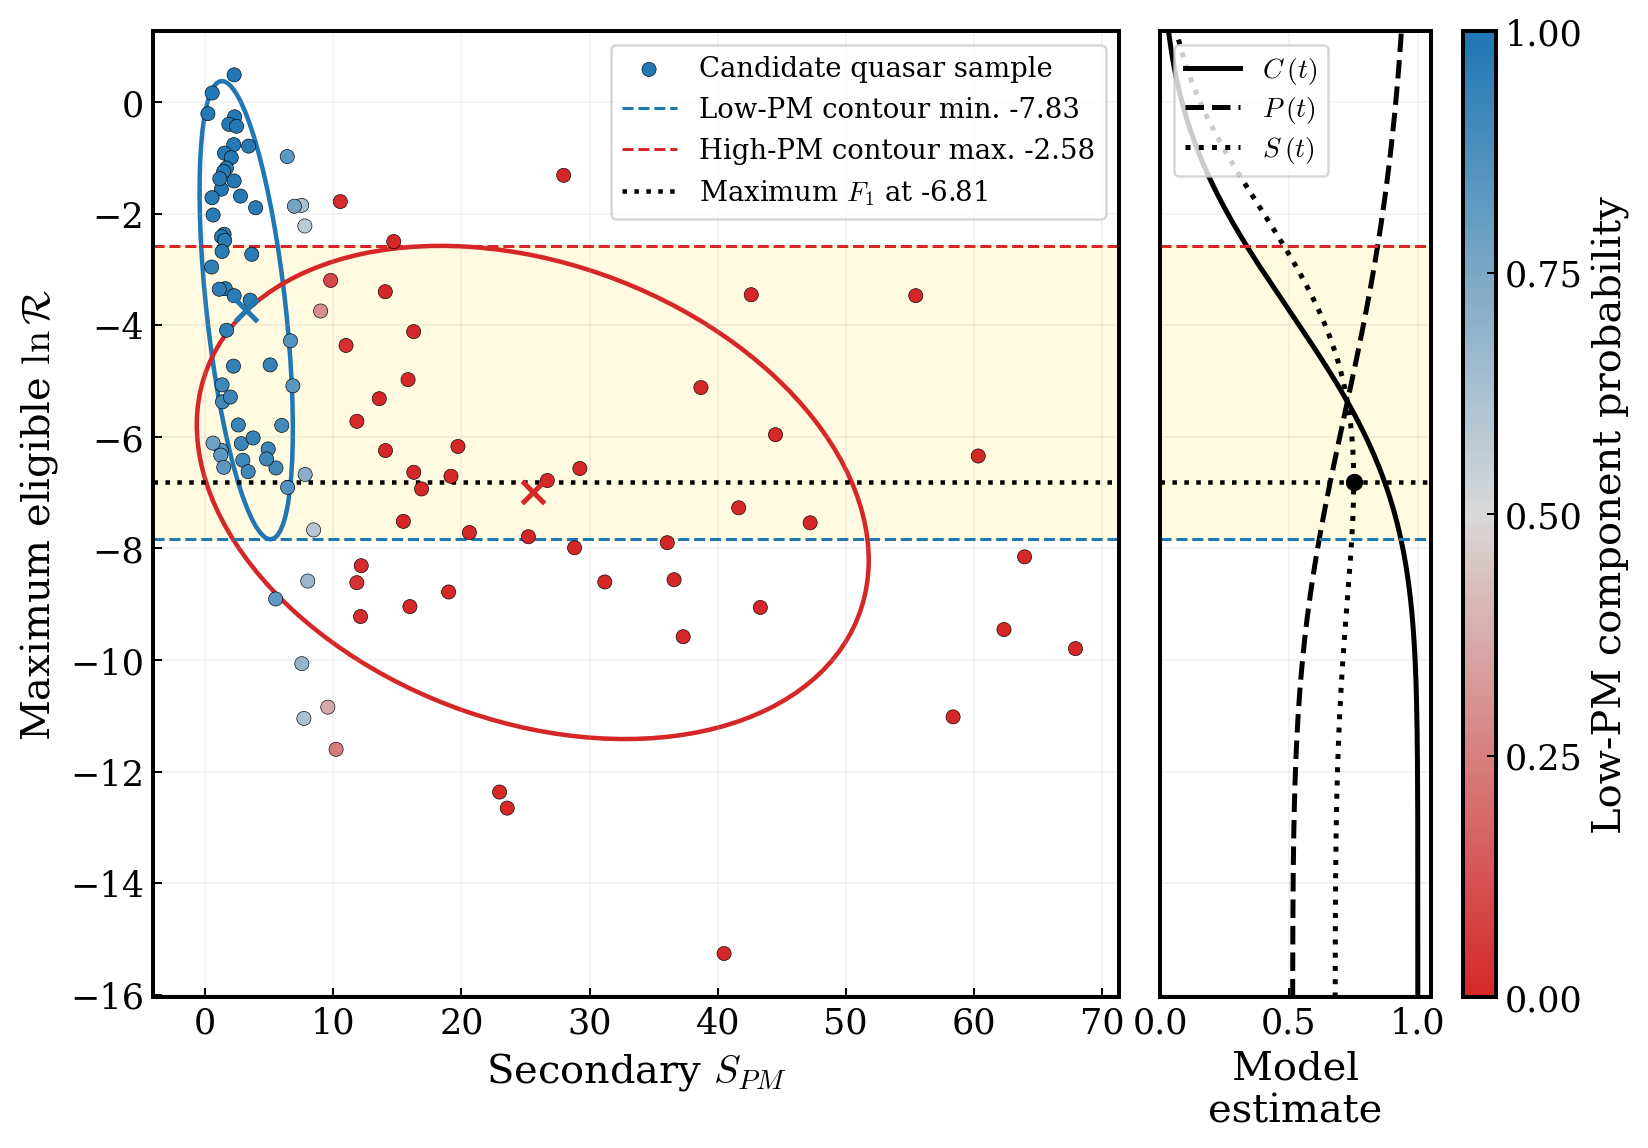 Candidate quasar sample
Low-PM contour min. -7.83
High-PM contour max. -2.58
Maximum F₁ at -6.81
C(t)
P(t)
S(t)
0
−2
−4
−6
−8
−10
−12
−14
−16
Maximum eligible ln ℛ
0 10 20 30 40 50 60 70
Secondary S_PM
0.0 0.5 1.0
Model
estimate
1.00
0.75
0.50
0.25
0.00
Low-PM component probability